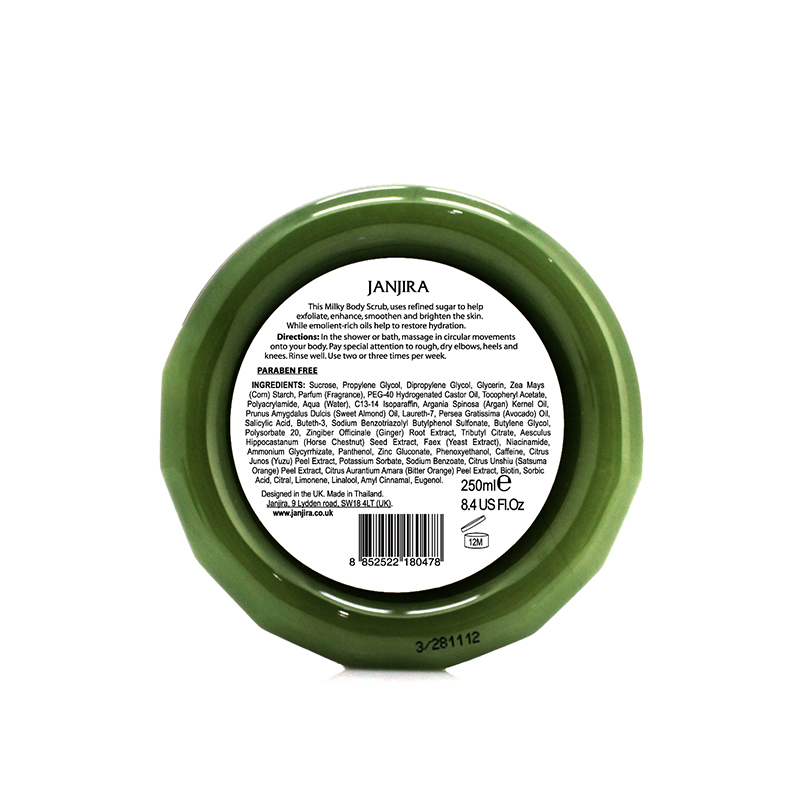 JANJIRA
This Milky Body Scrub, uses refined sugar to help
exfoliate, enhance, smoothen and brighten the skin.
While emolient-rich oils help to restore hydration.
Directions: In the shower or bath, massage in circular movements
onto your body. Pay special attention to rough, dry elbows, heels and
knees. Rinse well. Use two or three times per week.
PARABEN FREE
INGREDIENTS: Sucrose, Propylene Glycol, Dipropylene Glycol, Glycerin, Zea Mays
(Corn) Starch, Parfum (Fragrance), PEG-40 Hydrogenated Castor Oil, Tocopheryl Acetate,
Polyacrylamide, Aqua (Water), C13-14 Isoparaffin, Argania Spinosa (Argan) Kernel Oil,
Prunus Amygdalus Dulcis (Sweet Almond) Oil, Laureth-7, Persea Gratissima (Avocado) Oil,
Salicylic Acid, Buteth-3, Sodium Benzotriazolyl Butylphenol Sulfonate, Butylene Glycol,
Polysorbate 20, Zingiber Officinale (Ginger) Root Extract, Tributyl Citrate, Aesculus
Hippocastanum (Horse Chestnut) Seed Extract, Faex (Yeast) Extract, Niacinamide,
Ammonium Glycyrrhizate, Panthenol, Zinc Gluconate, Phenoxyethanol, Caffeine, Citrus
Junos (Yuzu) Peel Extract, Potassium Sorbate, Sodium Benzoate, Citrus Unshiu (Satsuma
Orange) Peel Extract, Citrus Aurantium Amara (Bitter Orange) Peel Extract, Biotin, Sorbic
Acid, Citral, Limonene, Linalool, Amyl Cinnamal, Eugenol.
250ml℮
8.4 US Fl.Oz
Designed in the UK. Made in Thailand.
Janjira, 9 Lydden road, SW18 4LT (UK).
www.janjira.co.uk
12M
8 852522 180478
3/281112